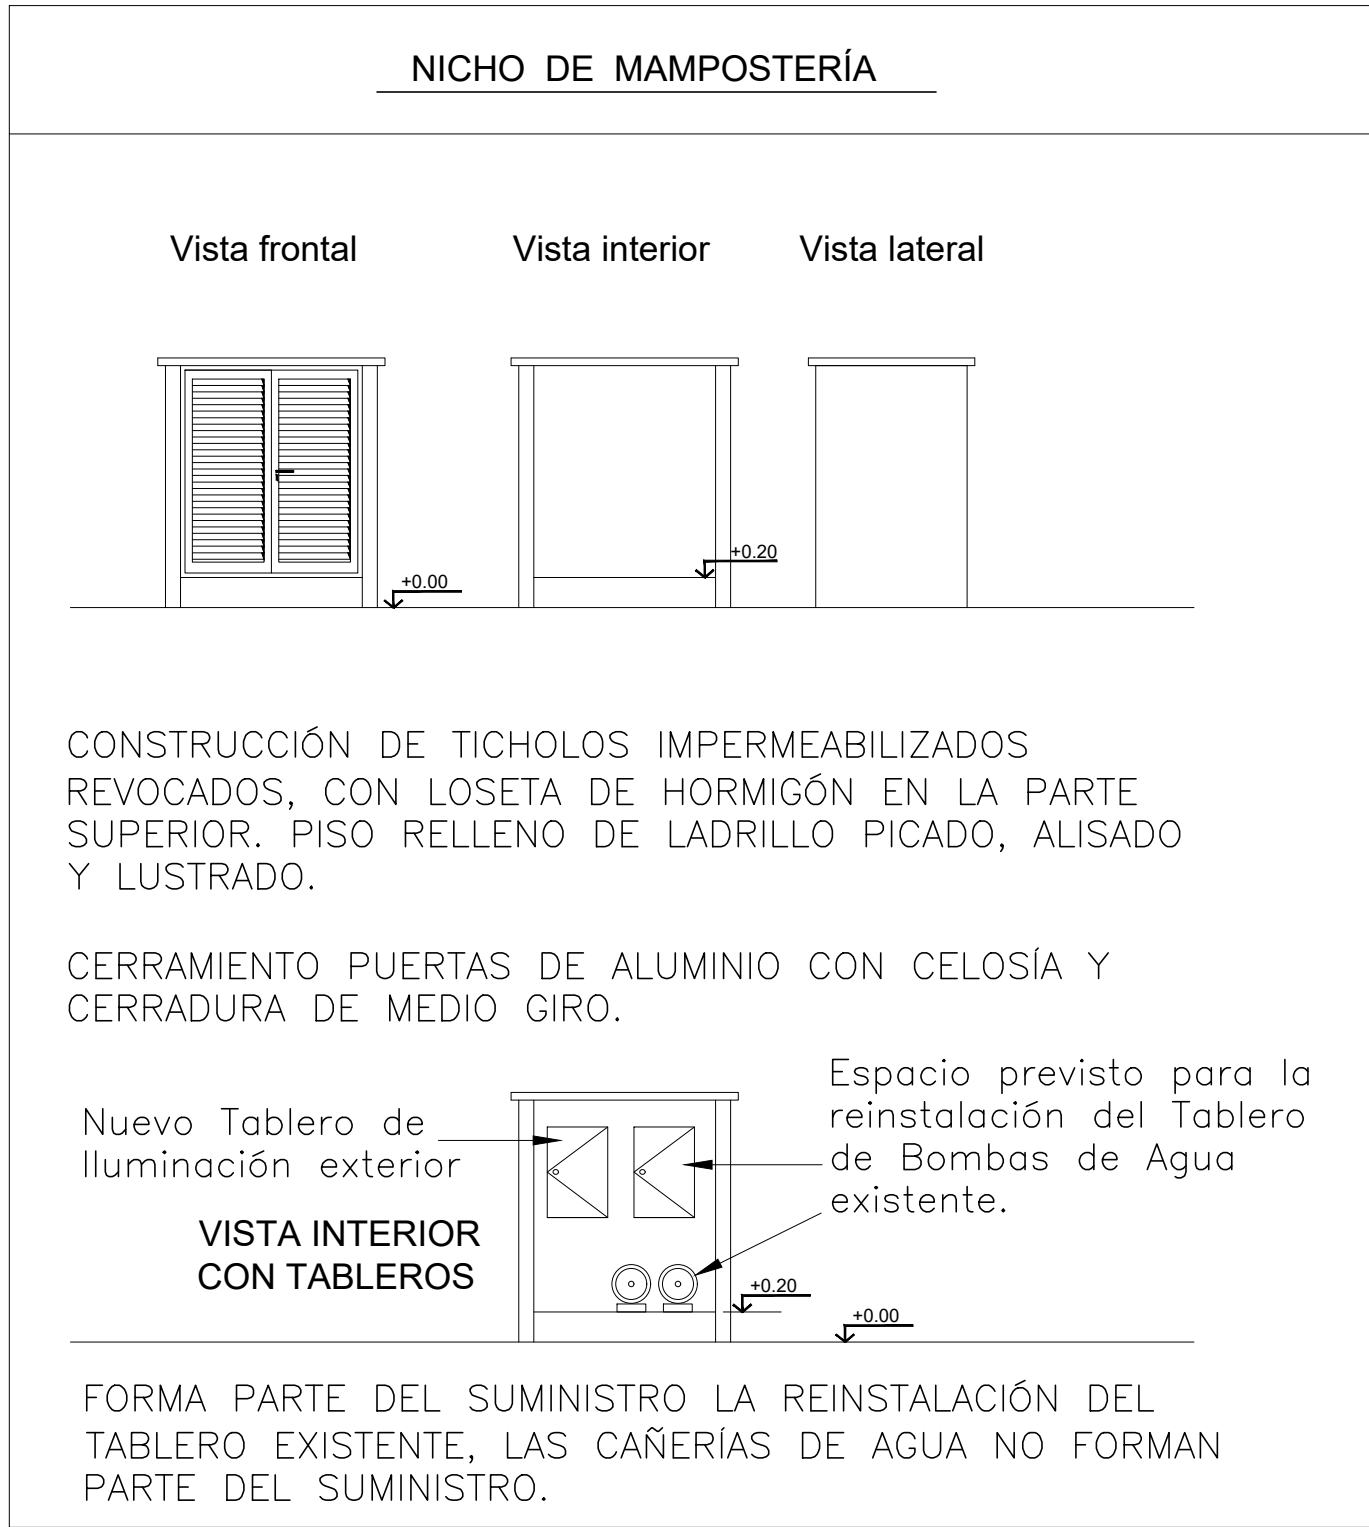 NICHO DE MAMPOSTERÍA
Vista frontal
Vista interior
Vista lateral
+0.20
+0.00
CONSTRUCCIÓN DE TICHOLOS IMPERMEABILIZADOS
REVOCADOS, CON LOSETA DE HORMIGÓN EN LA PARTE
SUPERIOR. PISO RELLENO DE LADRILLO PICADO, ALISADO
Y LUSTRADO.
CERRAMIENTO PUERTAS DE ALUMINIO CON CELOSÍA Y
CERRADURA DE MEDIO GIRO.
Nuevo Tablero de
Iluminación exterior
Espacio previsto para la
reinstalación del Tablero
de Bombas de Agua
existente.
VISTA INTERIOR
CON TABLEROS
+0.20
+0.00
FORMA PARTE DEL SUMINISTRO LA REINSTALACIÓN DEL
TABLERO EXISTENTE, LAS CAÑERÍAS DE AGUA NO FORMAN
PARTE DEL SUMINISTRO.